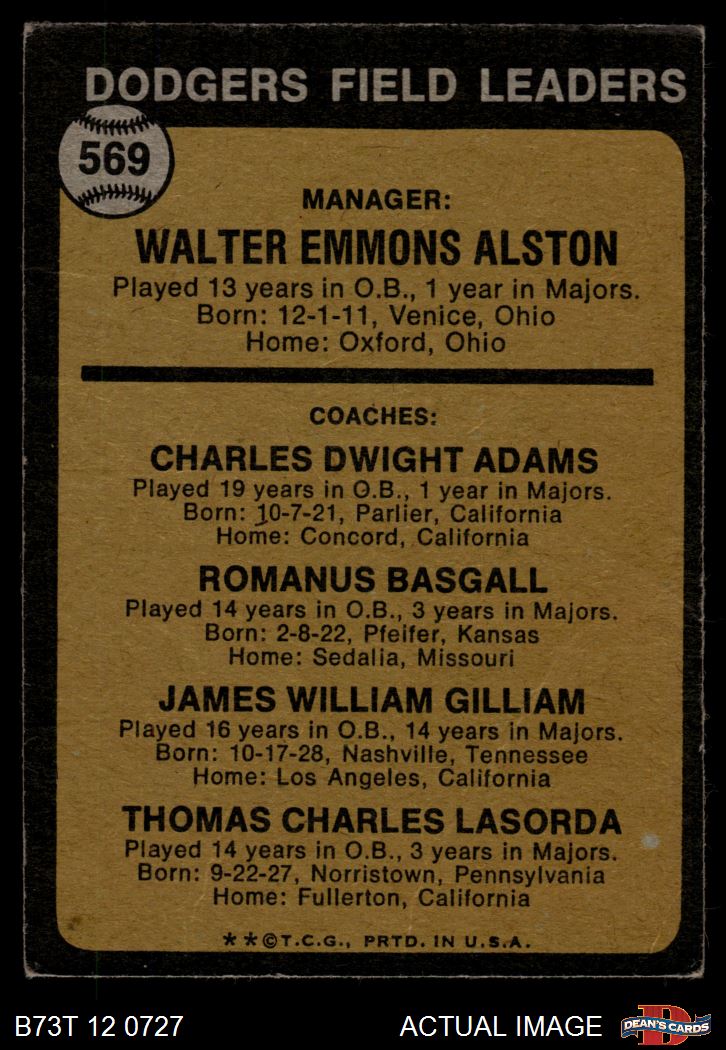 DODGERS FIELD LEADERS
569
MANAGER:
WALTER EMMONS ALSTON
Played 13 years in O.B., 1 year in Majors.
Born: 12-1-11, Venice, Ohio
Home: Oxford, Ohio
COACHES:
CHARLES DWIGHT ADAMS
Played 19 years in O.B., 1 year in Majors.
Born: 10-7-21, Parlier, California
Home: Concord, California
ROMANUS BASGALL
Played 14 years in O.B., 3 years in Majors.
Born: 2-8-22, Pfeifer, Kansas
Home: Sedalia, Missouri
JAMES WILLIAM GILLIAM
Played 16 years in O.B., 14 years in Majors.
Born: 10-17-28, Nashville, Tennessee
Home: Los Angeles, California
THOMAS CHARLES LASORDA
Played 14 years in O.B., 3 years in Majors.
Born: 9-22-27, Norristown, Pennsylvania
Home: Fullerton, California
**©T.C.G., PRTD. IN U.S.A.
B73T 12 0727 ACTUAL IMAGE D DEAN'S CARDS